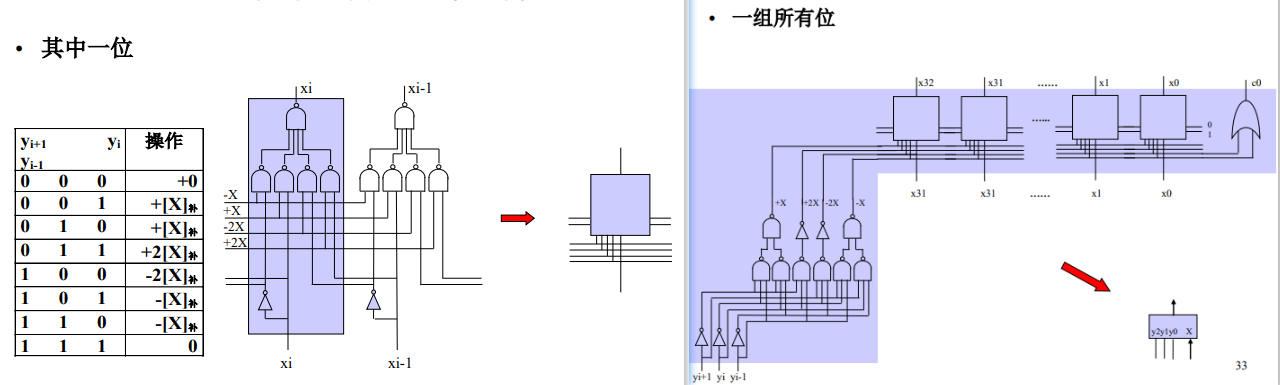 • 其中一位
yi+1 yi 操作
yi-1
0 0 0 +0
0 0 1 +[X]补
0 1 0 +[X]补
0 1 1 +2[X]补
1 0 0 -2[X]补
1 0 1 -[X]补
1 1 0 -[X]补
1 1 1 0
xi xi-1
-X
+X
-2X
+2X
xi xi-1
• 一组所有位
x32 x31 ...... x1 x0 c0
......
0
1
x31 x31 ...... x1 x0
+X +2X -2X -X
yi+1 yi yi-1
y2y1y0 X
33